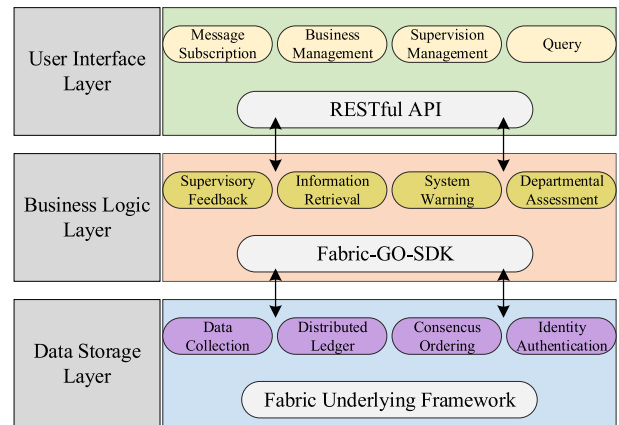 User Interface
Layer
Message
Subscription
Business
Management
Supervision
Management
Query
RESTful API
Business Logic
Layer
Supervisory
Feedback
Information
Retrieval
System
Warning
Departmental
Assessment
Fabric-GO-SDK
Data Storage
Layer
Data
Collection
Distributed
Ledger
Consencus
Ordering
Identity
Authentication
Fabric Underlying Framework